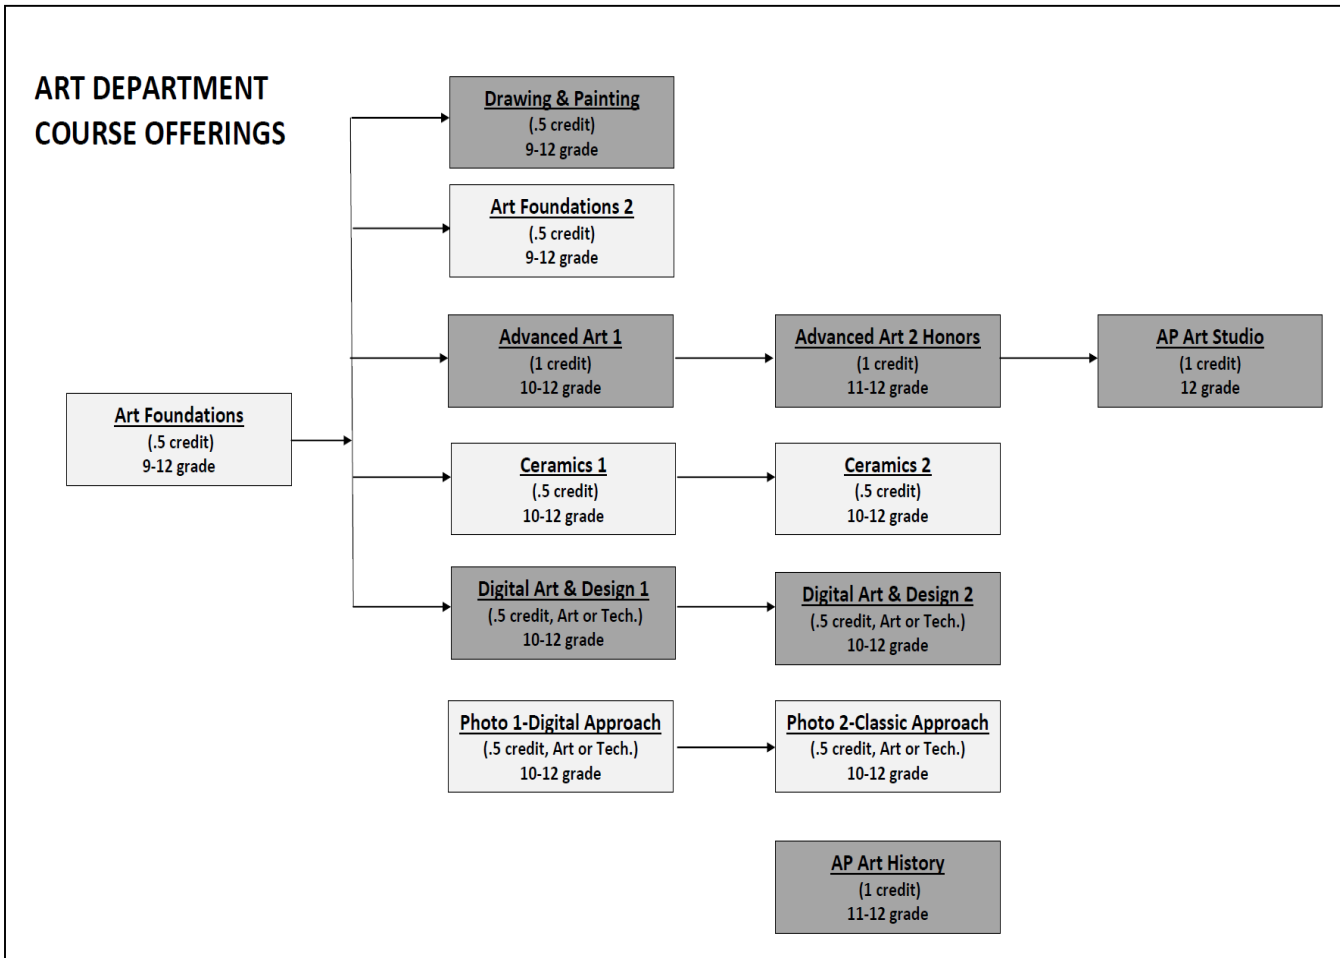 ART DEPARTMENT
COURSE OFFERINGS
Drawing & Painting
(.5 credit)
9-12 grade
Art Foundations 2
(.5 credit)
9-12 grade
Advanced Art 1
(1 credit)
10-12 grade
Advanced Art 2 Honors
(1 credit)
11-12 grade
AP Art Studio
(1 credit)
12 grade
Art Foundations
(.5 credit)
9-12 grade
Ceramics 1
(.5 credit)
10-12 grade
Ceramics 2
(.5 credit)
10-12 grade
Digital Art & Design 1
(.5 credit, Art or Tech.)
10-12 grade
Digital Art & Design 2
(.5 credit, Art or Tech.)
10-12 grade
Photo 1-Digital Approach
(.5 credit, Art or Tech.)
10-12 grade
Photo 2-Classic Approach
(.5 credit, Art or Tech.)
10-12 grade
AP Art History
(1 credit)
11-12 grade